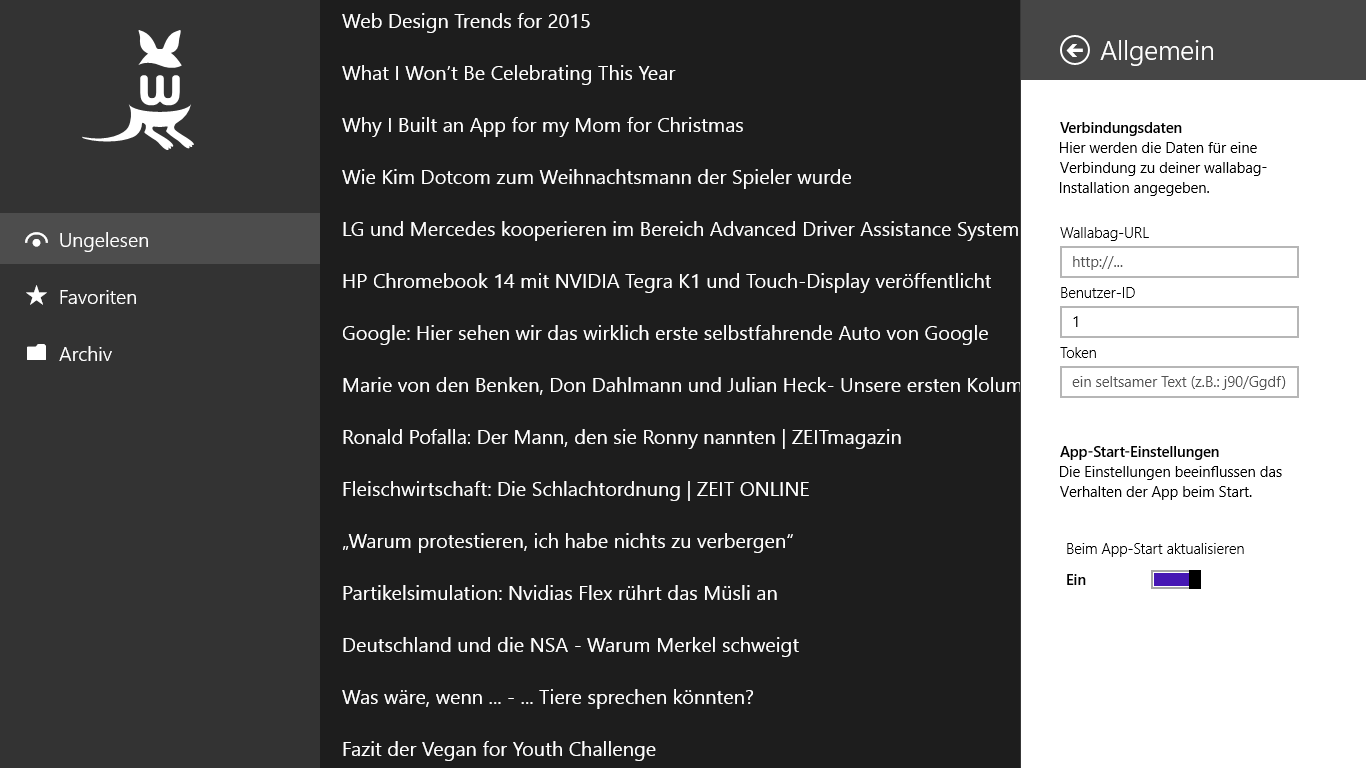 w
Ungelesen
Favoriten
Archiv
Web Design Trends for 2015
What I Won’t Be Celebrating This Year
Why I Built an App for my Mom for Christmas
Wie Kim Dotcom zum Weihnachtsmann der Spieler wurde
LG und Mercedes kooperieren im Bereich Advanced Driver Assistance System
HP Chromebook 14 mit NVIDIA Tegra K1 und Touch-Display veröffentlicht
Google: Hier sehen wir das wirklich erste selbstfahrende Auto von Google
Marie von den Benken, Don Dahlmann und Julian Heck- Unsere ersten Kolum
Ronald Pofalla: Der Mann, den sie Ronny nannten | ZEITmagazin
Fleischwirtschaft: Die Schlachtordnung | ZEIT ONLINE
„Warum protestieren, ich habe nichts zu verbergen“
Partikelsimulation: Nvidias Flex rührt das Müsli an
Deutschland und die NSA - Warum Merkel schweigt
Was wäre, wenn ... - ... Tiere sprechen könnten?
Fazit der Vegan for Youth Challenge
Allgemein
Verbindungsdaten
Hier werden die Daten für eine
Verbindung zu deiner wallabag-
Installation angegeben.
Wallabag-URL
http://...
Benutzer-ID
1
Token
ein seltsamer Text (z.B.: j90/Ggdf)
App-Start-Einstellungen
Die Einstellungen beeinflussen das
Verhalten der App beim Start.
Beim App-Start aktualisieren
Ein